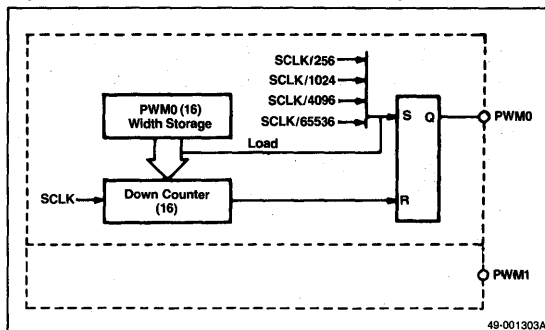 SCLK/256
SCLK/1024
SCLK/4096
SCLK/65536
PWM0 (16)
Width Storage
Load
S Q
PWM0
SCLK
Down Counter
(16)
R
PWM1
49-001303A